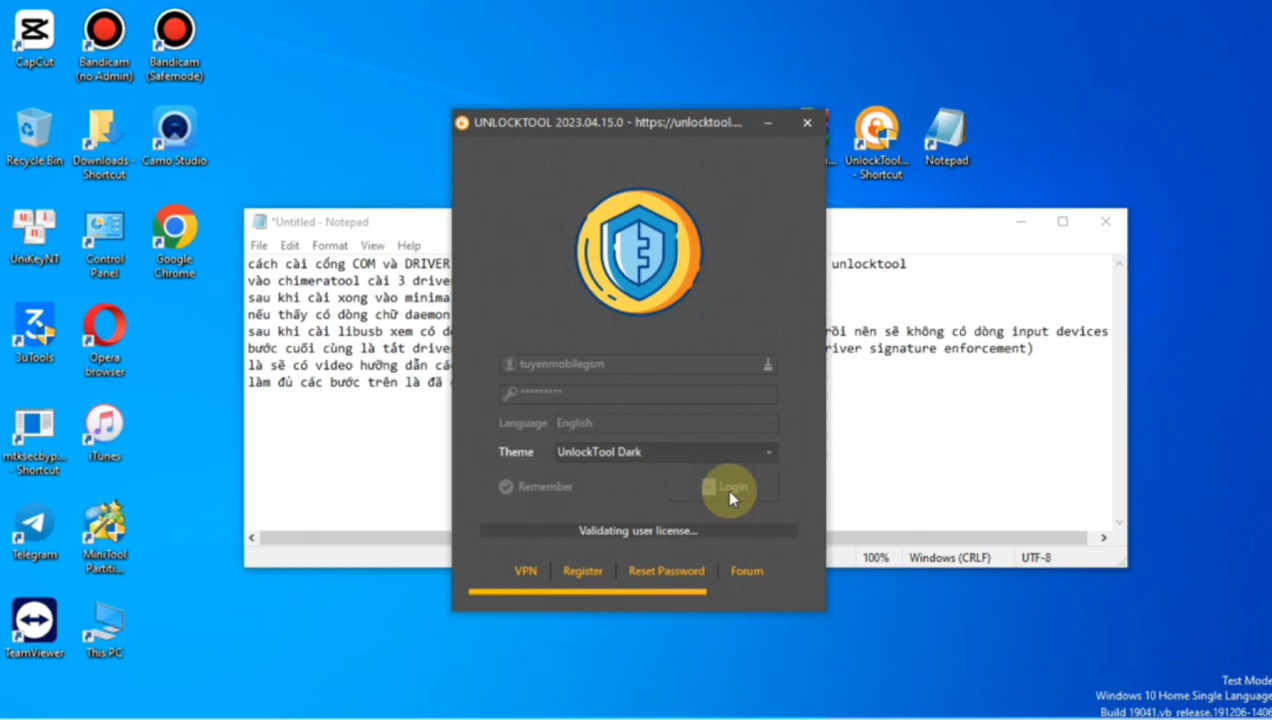 CapCut
Bandicam
(no Admin)
Bandicam
(Safemode)
Recycle Bin
Downloads -
Shortcut
Camo Studio
UniKeyNT
Control
Panel
Google
Chrome
3uTools
Opera
browser
mtksecbyp...
- Shortcut
iTunes
Telegram
MiniTool
Partiti...
TeamViewer
This PC
UnlockTool...
- Shortcut
Notepad
*Untitled - Notepad
File Edit Format View Help
cách cài cổng COM và DRIVER unlocktool
vào chimeratool cài 3 drive
sau khi cài xong vào minima
nếu thấy có dòng chữ daemon
sau khi cài libusb xem có d rồi nên sẽ không có dòng input devices
bước cuối cùng là tắt drive river signature enforcement)
là sẽ có video hướng dẫn cá
làm đủ các bước trên là đã
100% Windows (CRLF) UTF-8
UNLOCKTOOL 2023.04.15.0 - https://unlocktool....
tuyenmobilegsm
*********
Language English
Theme UnlockTool Dark
Remember Login
Validating user license...
VPN Register Reset Password Forum
Test Mode
Windows 10 Home Single Language
Build 19041.vb_release.191206-1406